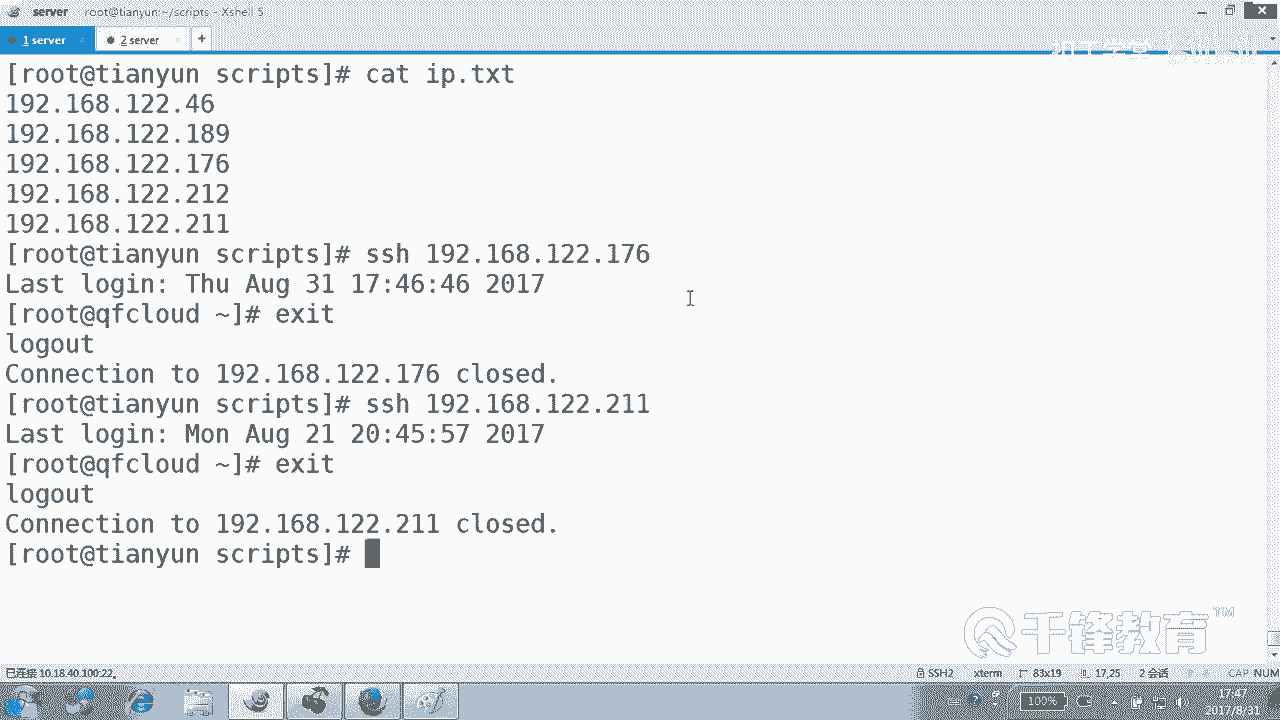 server root@tianyun:~/scripts - Xshell 5
1 server
2 server
+
[root@tianyun scripts]# cat ip.txt
192.168.122.46
192.168.122.189
192.168.122.176
192.168.122.212
192.168.122.211
[root@tianyun scripts]# ssh 192.168.122.176
Last login: Thu Aug 31 17:46:46 2017
[root@qfcloud ~]# exit
logout
Connection to 192.168.122.176 closed.
[root@tianyun scripts]# ssh 192.168.122.211
Last login: Mon Aug 21 20:45:57 2017
[root@qfcloud ~]# exit
logout
Connection to 192.168.122.211 closed.
[root@tianyun scripts]#
千锋教育™
已连接 10.18.40.100:22。
SSH2 xterm 83x19 17,25 2 会话 CAP NUM
100%
17:47
2017/8/31